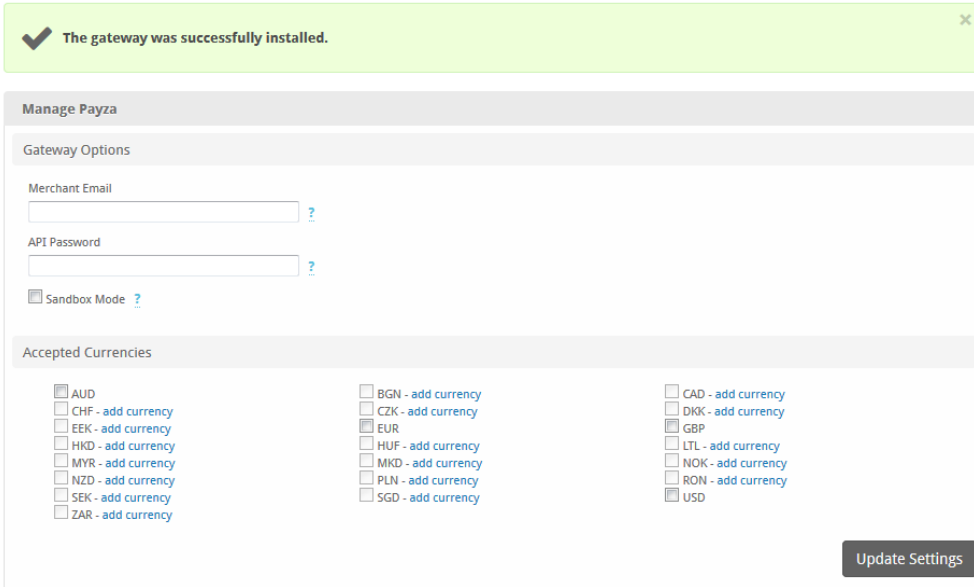 The gateway was successfully installed.
×
Manage Payza
Gateway Options
Merchant Email
?
API Password
?
Sandbox Mode ?
Accepted Currencies
AUD BGN - add currency CAD - add currency
CHF - add currency CZK - add currency DKK - add currency
EEK - add currency EUR GBP
HKD - add currency HUF - add currency LTL - add currency
MYR - add currency MKD - add currency NOK - add currency
NZD - add currency PLN - add currency RON - add currency
SEK - add currency SGD - add currency USD
ZAR - add currency
Update Settings